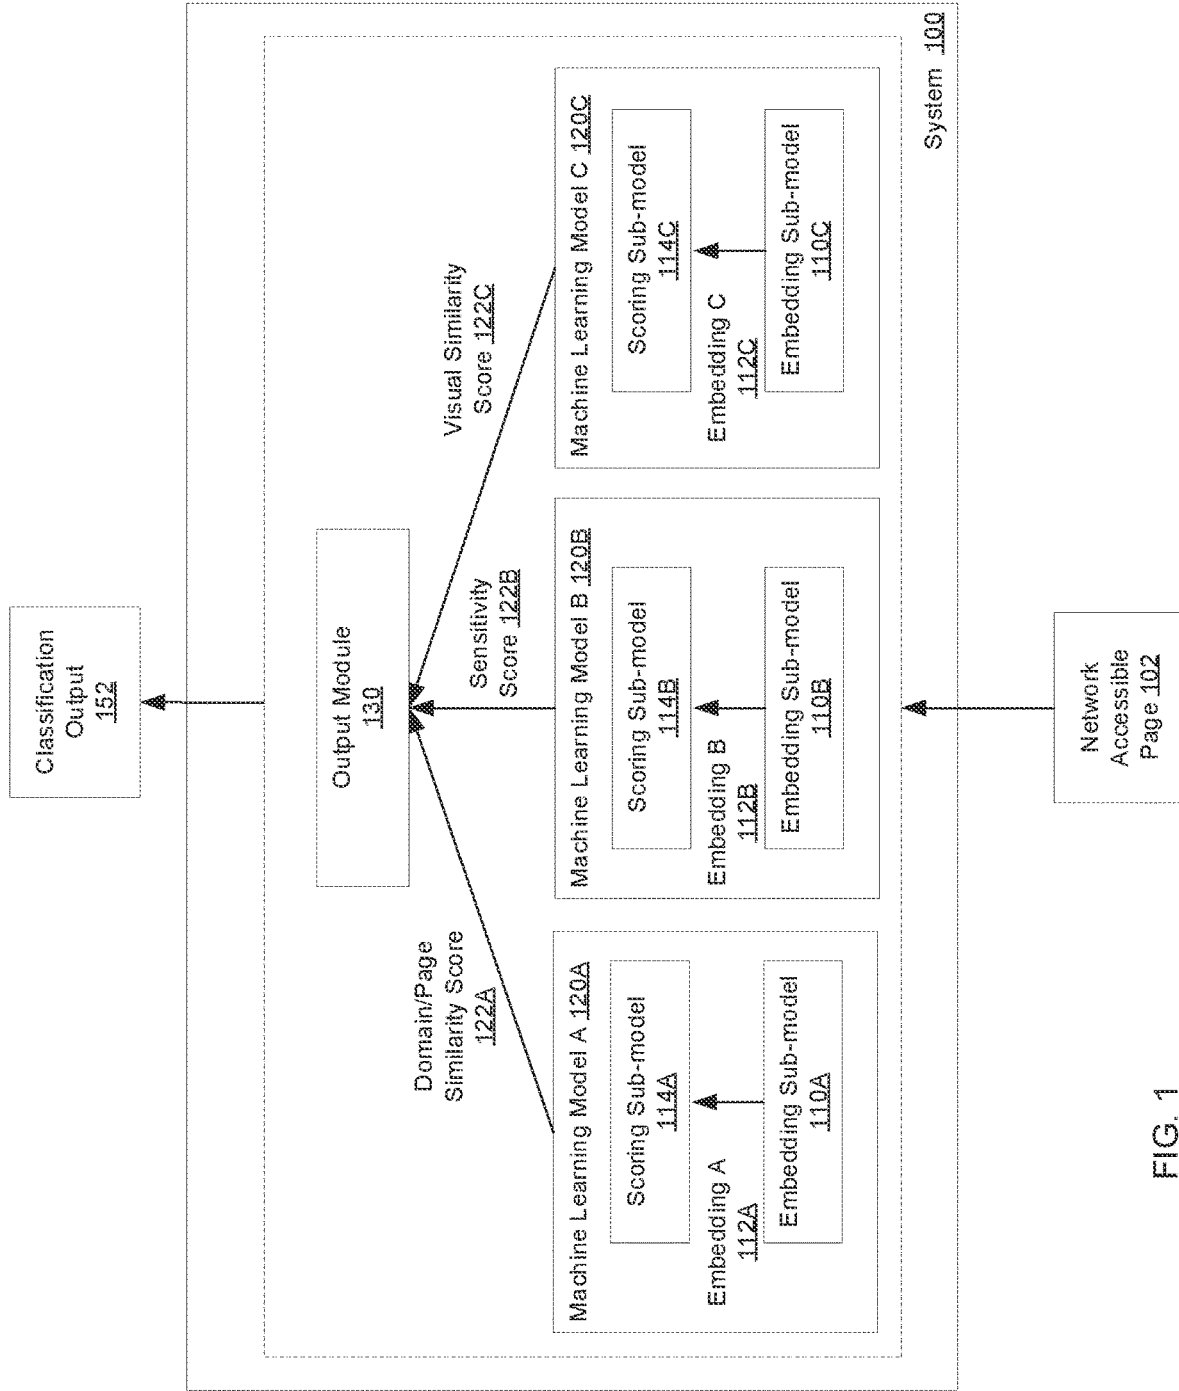 Classification
Output
152
Output Module
130
Domain/Page
Similarity Score
122A
Sensitivity
Score 122B
Visual Similarity
Score 122C
Machine Learning Model A 120A
Scoring Sub-model
114A
Embedding A
112A
Embedding Sub-model
110A
Machine Learning Model B 120B
Scoring Sub-model
114B
Embedding B
112B
Embedding Sub-model
110B
Machine Learning Model C 120C
Scoring Sub-model
114C
Embedding C
112C
Embedding Sub-model
110C
System 100
Network
Accessible
Page 102
FIG. 1